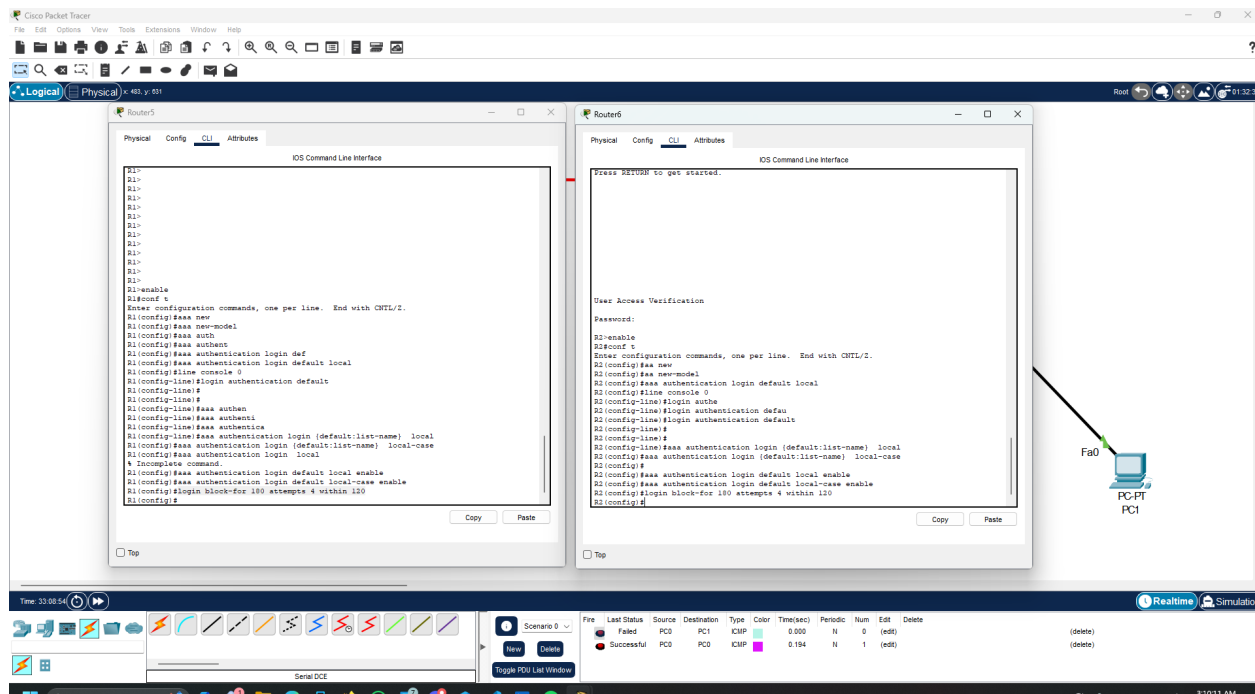 Cisco Packet Tracer
File Edit Options View Tools Extensions Window Help
Logical Physical x: 483, y: 631
Root 01:32:3
Router5
Physical Config CLI Attributes
IOS Command Line Interface
R1>
R1>
R1>
R1>
R1>
R1>
R1>
R1>
R1>
R1>
R1>
R1>
R1>
R1>enable
R1#conf t
Enter configuration commands, one per line. End with CNTL/Z.
R1(config)#aaa new
R1(config)#aaa new-model
R1(config)#aaa auth
R1(config)#aaa authent
R1(config)#aaa authentication login def
R1(config)#aaa authentication login default local
R1(config)#line console 0
R1(config-line)#login authentication default
R1(config-line)#
R1(config-line)#
R1(config-line)#aaa authen
R1(config-line)#aaa authenti
R1(config-line)#aaa authentica
R1(config-line)#aaa authentication login {default:list-name} local
R1(config)#aaa authentication login {default:list-name} local-case
R1(config)#aaa authentication login local
% Incomplete command.
R1(config)#aaa authentication login default local enable
R1(config)#aaa authentication login default local-case enable
R1(config)#login block-for 180 attempts 4 within 120
R1(config)#
Copy Paste
Top
Router6
Physical Config CLI Attributes
IOS Command Line Interface
Press RETURN to get started.
User Access Verification
Password:
R2>enable
R2#conf t
Enter configuration commands, one per line. End with CNTL/Z.
R2(config)#aa new
R2(config)#aa new-model
R2(config)#aaa authentication login default local
R2(config)#line console 0
R2(config-line)#login authe
R2(config-line)#login authentication defau
R2(config-line)#login authentication default
R2(config-line)#
R2(config-line)#
R2(config-line)#aaa authentication login {default:list-name} local
R2(config)#aaa authentication login {default:list-name} local-case
R2(config)#
R2(config)#aaa authentication login default local enable
R2(config)#aaa authentication login default local-case enable
R2(config)#login block-for 180 attempts 4 within 120
R2(config)#
Copy Paste
Top
Fa0
PC-PT
PC1
Time: 33:08:54
Realtime Simulatio
Scenario 0
New Delete
Toggle PDU List Window
Fire Last Status Source Destination Type Color Time(sec) Periodic Num Edit Delete
Failed PC0 PC1 ICMP 0.000 N 0 (edit) (delete)
Successful PC0 PC0 ICMP 0.194 N 1 (edit) (delete)
Serial DCE
3:10:11 AM